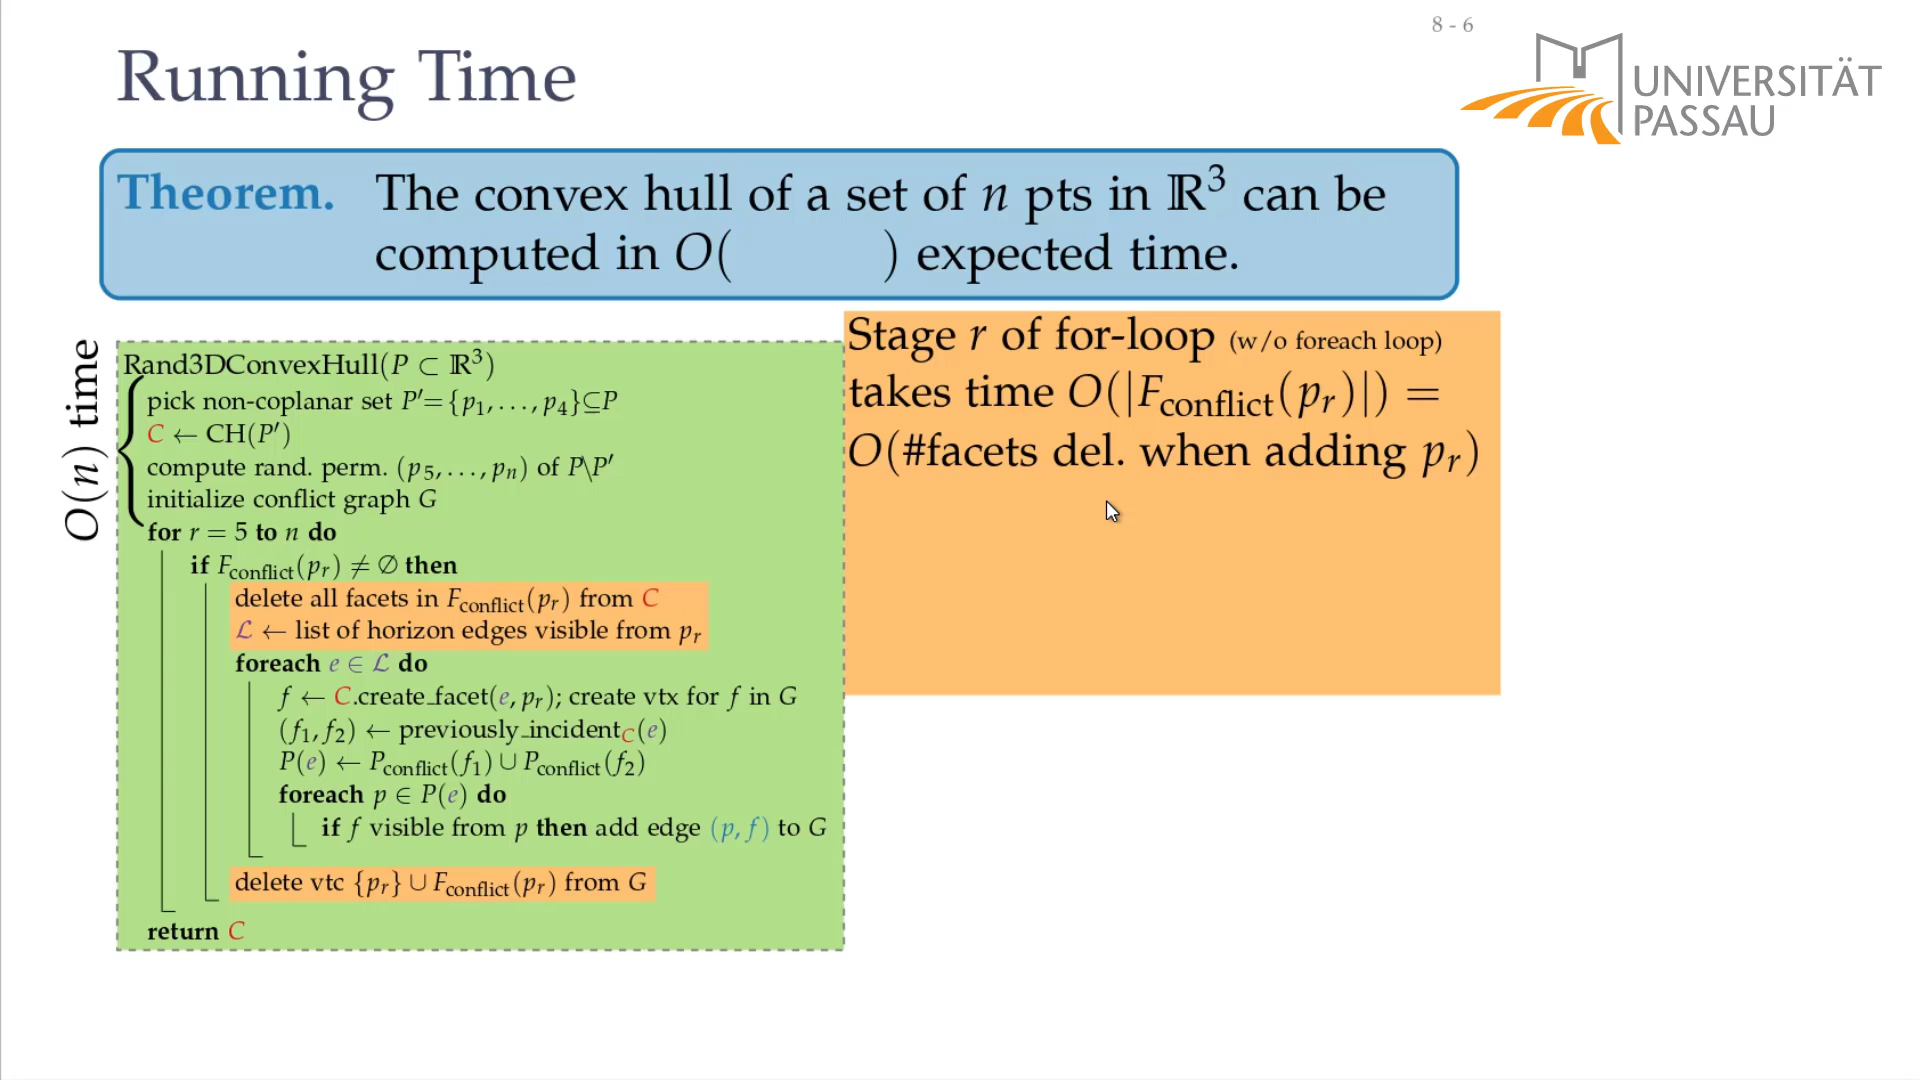 8 - 6
Running Time
UNIVERSITÄT
PASSAU
Theorem. The convex hull of a set of n pts in ℝ³ can be
computed in O( ) expected time.
O(n) time
Rand3DConvexHull(P ⊂ ℝ³)
pick non-coplanar set P′={p₁,...,p₄}⊆P
C ← CH(P′)
compute rand. perm. (p₅,...,pₙ) of P\P′
initialize conflict graph G
for r = 5 to n do
if F_conflict(p_r) ≠ ∅ then
delete all facets in F_conflict(p_r) from C
ℒ ← list of horizon edges visible from p_r
foreach e ∈ ℒ do
f ← C.create_facet(e, p_r); create vtx for f in G
(f₁, f₂) ← previously_incident_C(e)
P(e) ← P_conflict(f₁) ∪ P_conflict(f₂)
foreach p ∈ P(e) do
if f visible from p then add edge (p, f) to G
delete vtc {p_r} ∪ F_conflict(p_r) from G
return C
Stage r of for-loop (w/o foreach loop)
takes time O(|F_conflict(p_r)|) =
O(#facets del. when adding p_r)